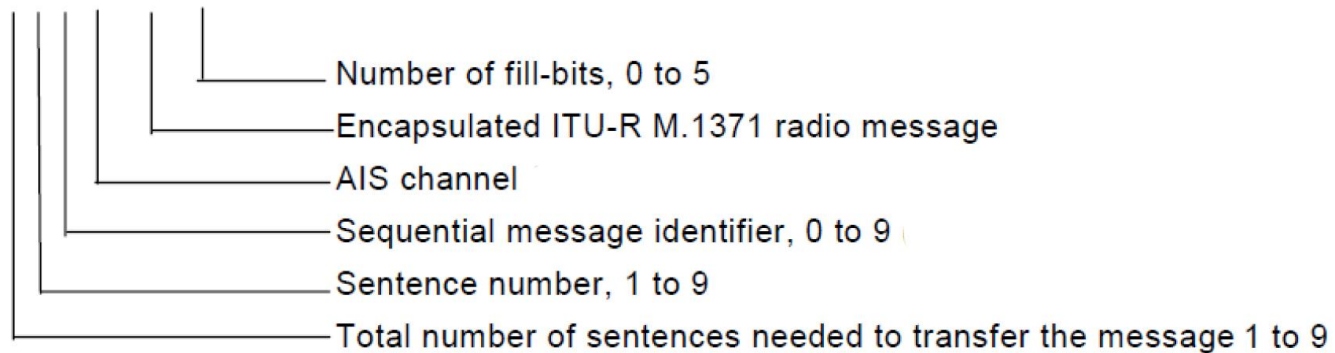 Number of fill-bits, 0 to 5
Encapsulated ITU-R M.1371 radio message
AIS channel
Sequential message identifier, 0 to 9
Sentence number, 1 to 9
Total number of sentences needed to transfer the message 1 to 9